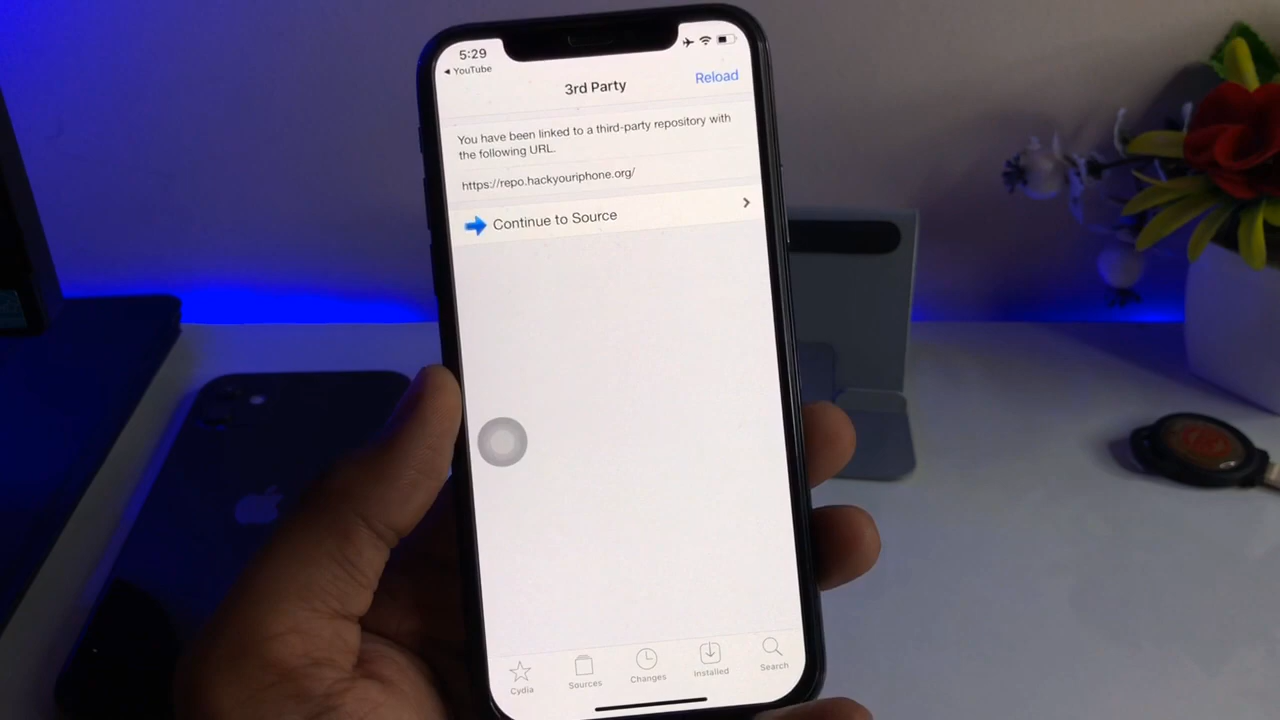 5:29
◀ YouTube
3rd Party
Reload
You have been linked to a third-party repository with
the following URL.
https://repo.hackyouriphone.org/
Continue to Source
Cydia
Sources
Changes
Installed
Search